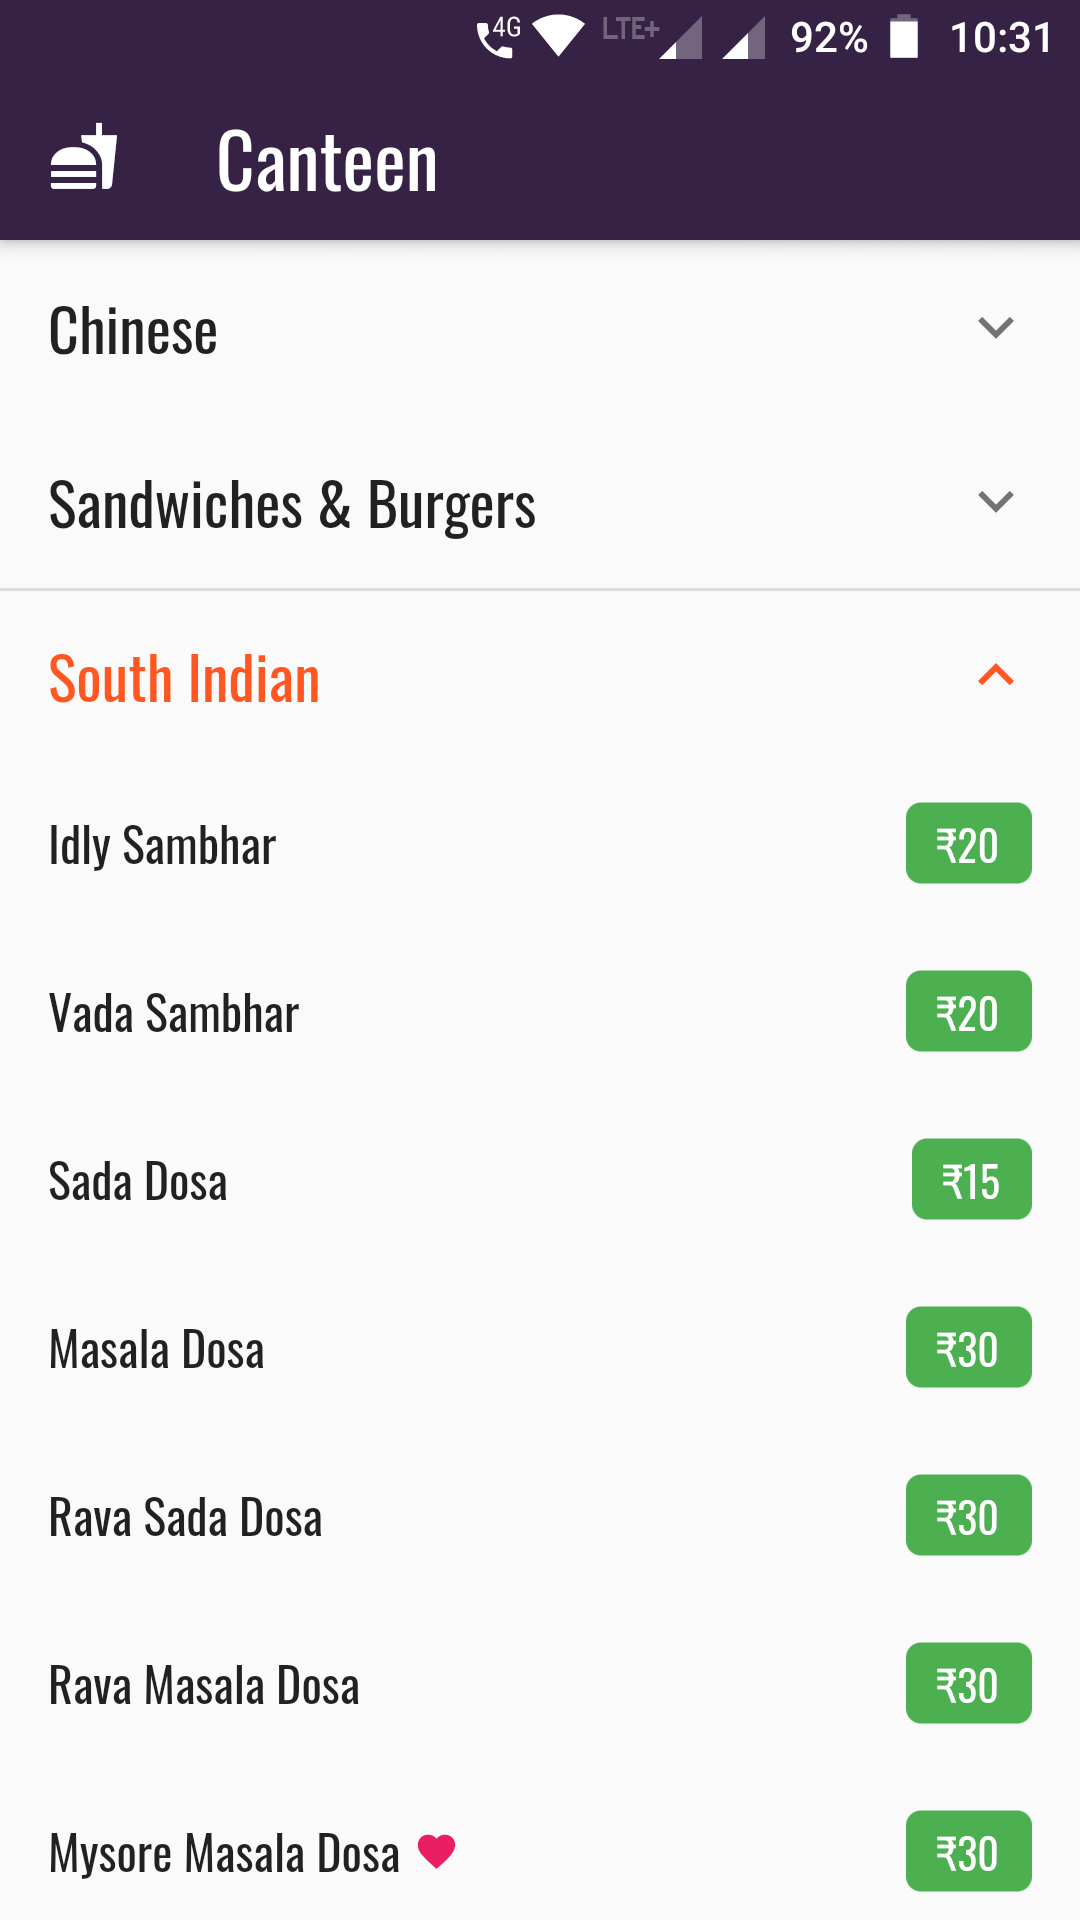 4G LTE+ 92% 10:31
Canteen
Chinese
Sandwiches & Burgers
South Indian
Idly Sambhar ₹20
Vada Sambhar ₹20
Sada Dosa ₹15
Masala Dosa ₹30
Rava Sada Dosa ₹30
Rava Masala Dosa ₹30
Mysore Masala Dosa ₹30